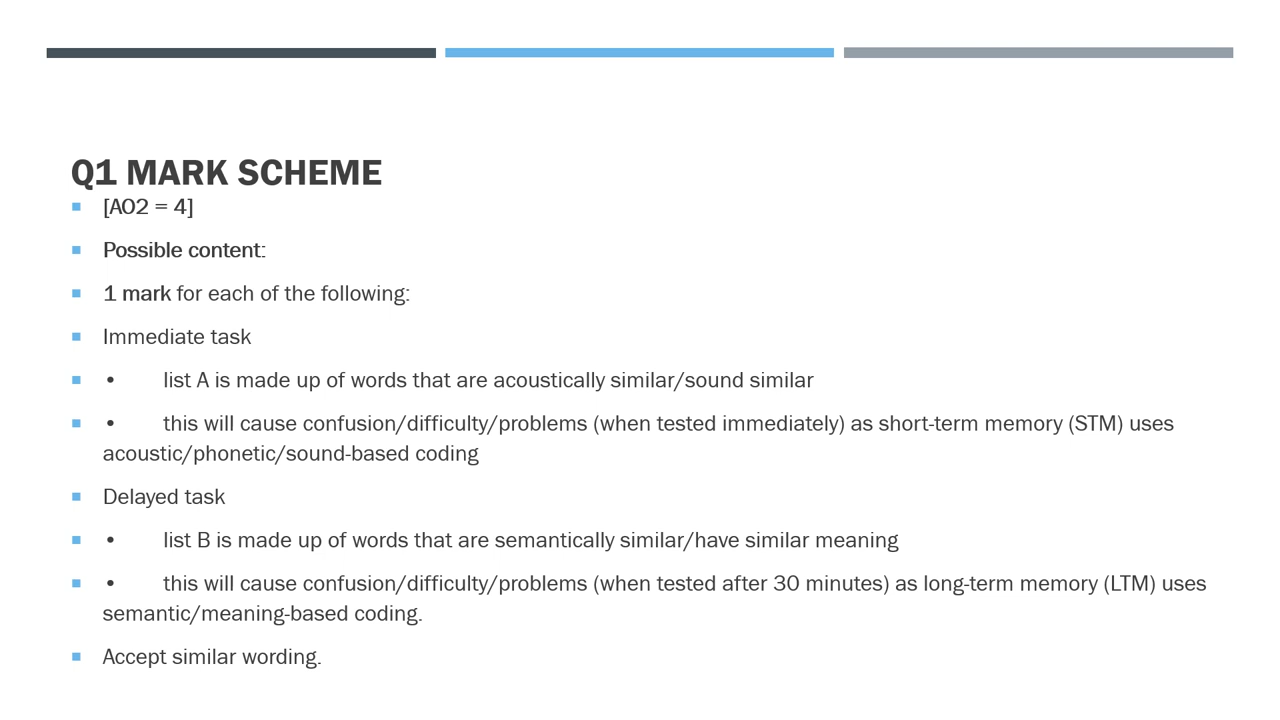 Q1 MARK SCHEME
[AO2 = 4]
Possible content:
1 mark for each of the following:
Immediate task
• list A is made up of words that are acoustically similar/sound similar
• this will cause confusion/difficulty/problems (when tested immediately) as short-term memory (STM) uses
acoustic/phonetic/sound-based coding
Delayed task
• list B is made up of words that are semantically similar/have similar meaning
• this will cause confusion/difficulty/problems (when tested after 30 minutes) as long-term memory (LTM) uses
semantic/meaning-based coding.
Accept similar wording.